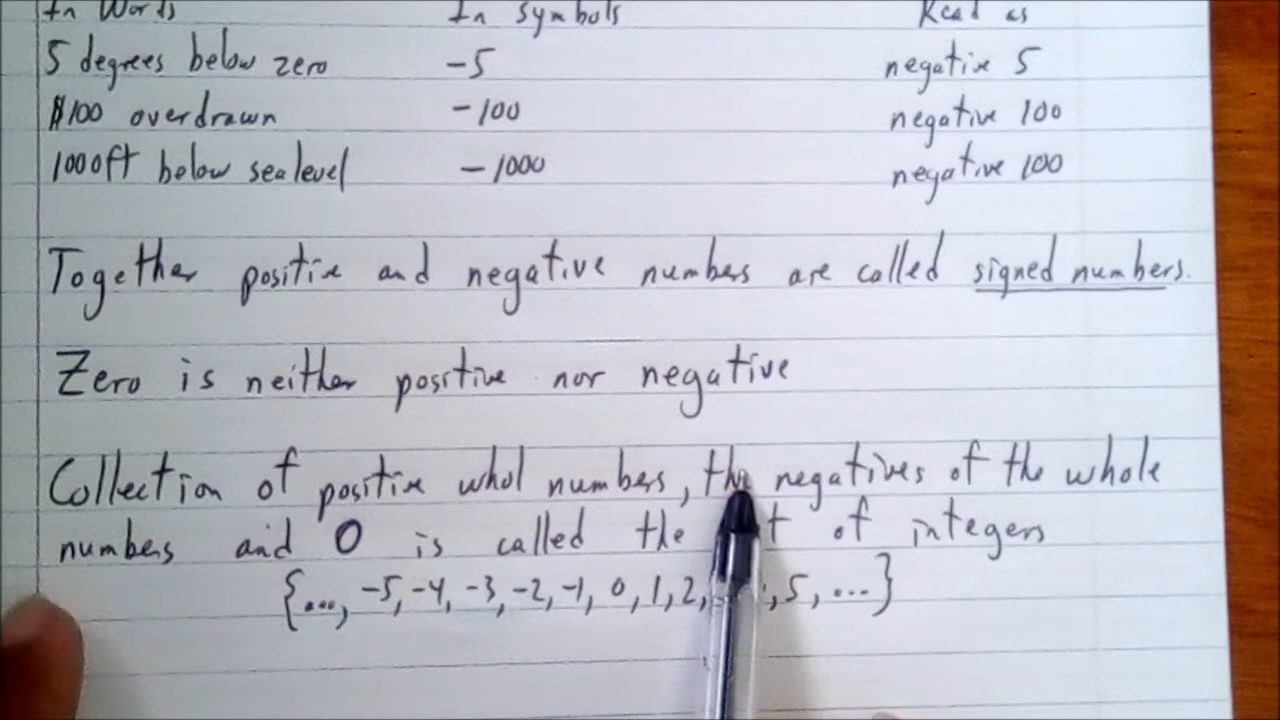 In Words In Symbols Read as
5 degrees below zero -5 negative 5
$100 overdrawn -100 negative 100
1000ft below sea level -1000 negative 100
Together positive and negative numbers are called signed numbers.
Zero is neither positive nor negative
Collection of positive whol numbers, the negatives of the whole
numbers and 0 is called the of integers
{..., -5, -4, -3, -2, -1, 0, 1, 2, , 5, ...}